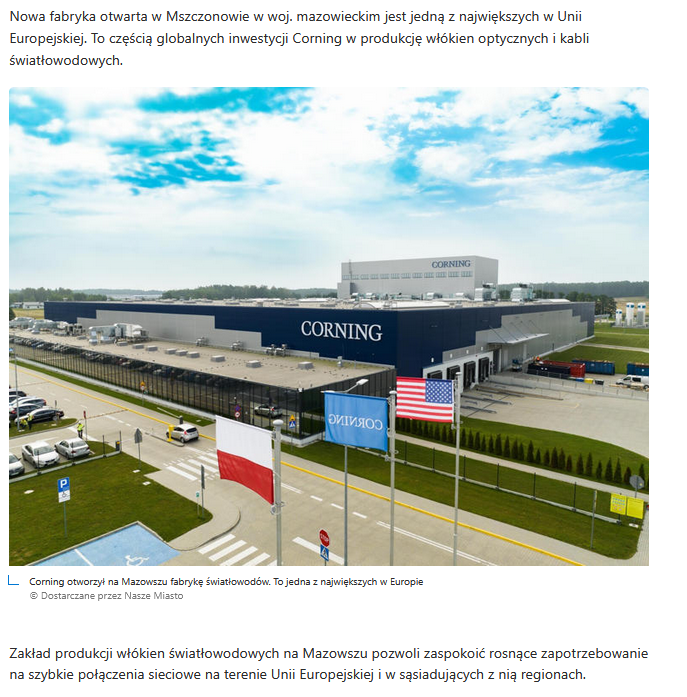 Nowa fabryka otwarta w Mszczonowie w woj. mazowieckim jest jedną z największych w Unii
Europejskiej. To częścią globalnych inwestycji Corning w produkcję włókien optycznych i kabli
światłowodowych.
CORNING
CORNING
CORNING
P
STOP
Corning otworzył na Mazowszu fabrykę światłowodów. To jedna z największych w Europie
© Dostarczane przez Nasze Miasto
Zakład produkcji włókien światłowodowych na Mazowszu pozwoli zaspokoić rosnące zapotrzebowanie
na szybkie połączenia sieciowe na terenie Unii Europejskiej i w sąsiadujących z nią regionach.